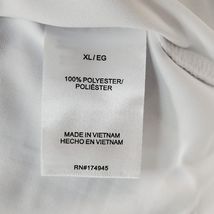 XL/EG
100% POLYESTER/
POLIÉSTER
MADE IN VIETNAM
HECHO EN VIETNAM
RN#174945